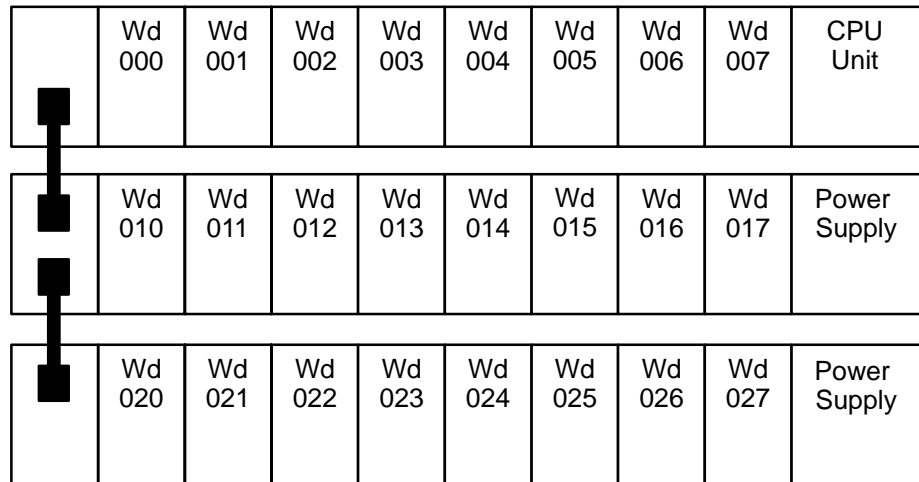 Wd Wd Wd Wd Wd Wd Wd Wd CPU
000 001 002 003 004 005 006 007 Unit
Wd Wd Wd Wd Wd Wd Wd Wd Power
010 011 012 013 014 015 016 017 Supply
Wd Wd Wd Wd Wd Wd Wd Wd Power
020 021 022 023 024 025 026 027 Supply